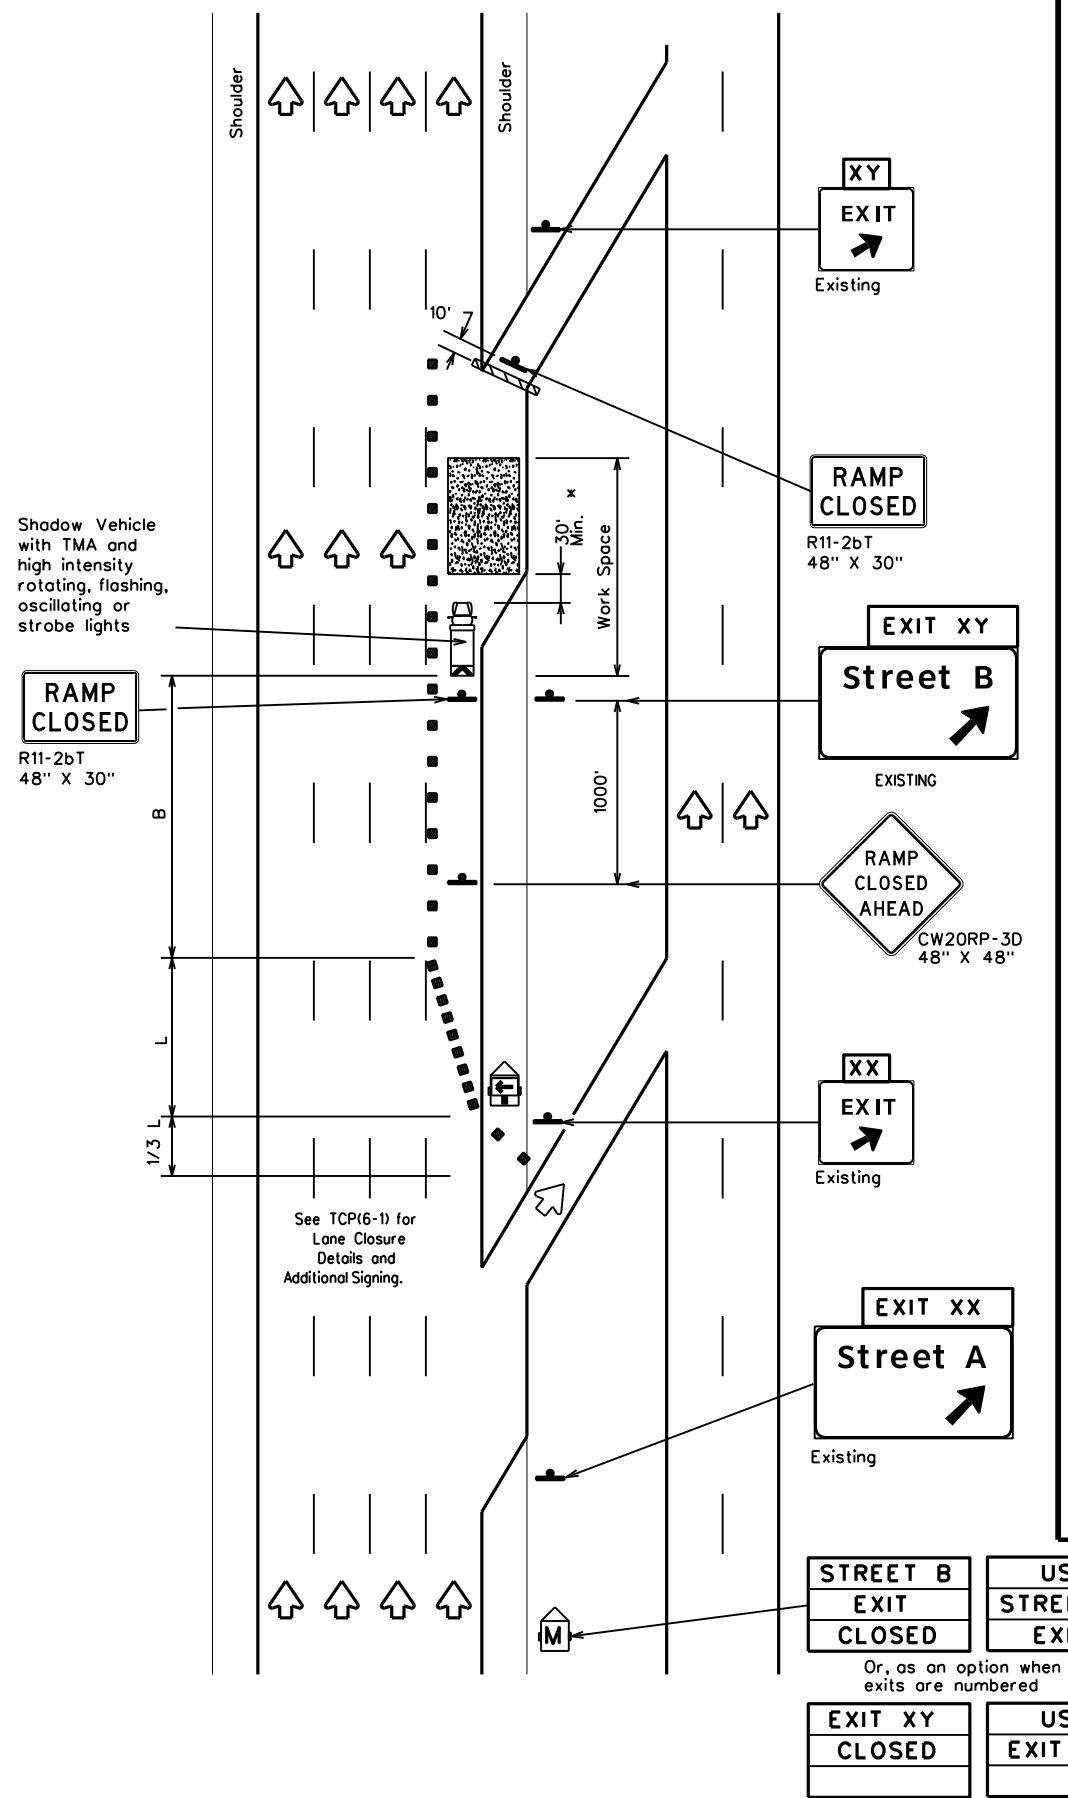 Shoulder
Shoulder
XY
EXIT
Existing
10'
RAMP
CLOSED
R11-2bT
48" X 30"
30'
Min.
*
Work Space
Shadow Vehicle
with TMA and
high intensity
rotating, flashing,
oscillating or
strobe lights
EXIT XY
Street B
EXISTING
RAMP
CLOSED
R11-2bT
48" X 30"
B
1000'
RAMP
CLOSED
AHEAD
CW20RP-3D
48" X 48"
L
XX
EXIT
Existing
1/3 L
See TCP(6-1) for
Lane Closure
Details and
Additional Signing.
EXIT XX
Street A
Existing
M
STREET B
EXIT
CLOSED
Or, as an option when
exits are numbered
EXIT XY
CLOSED
EXIT